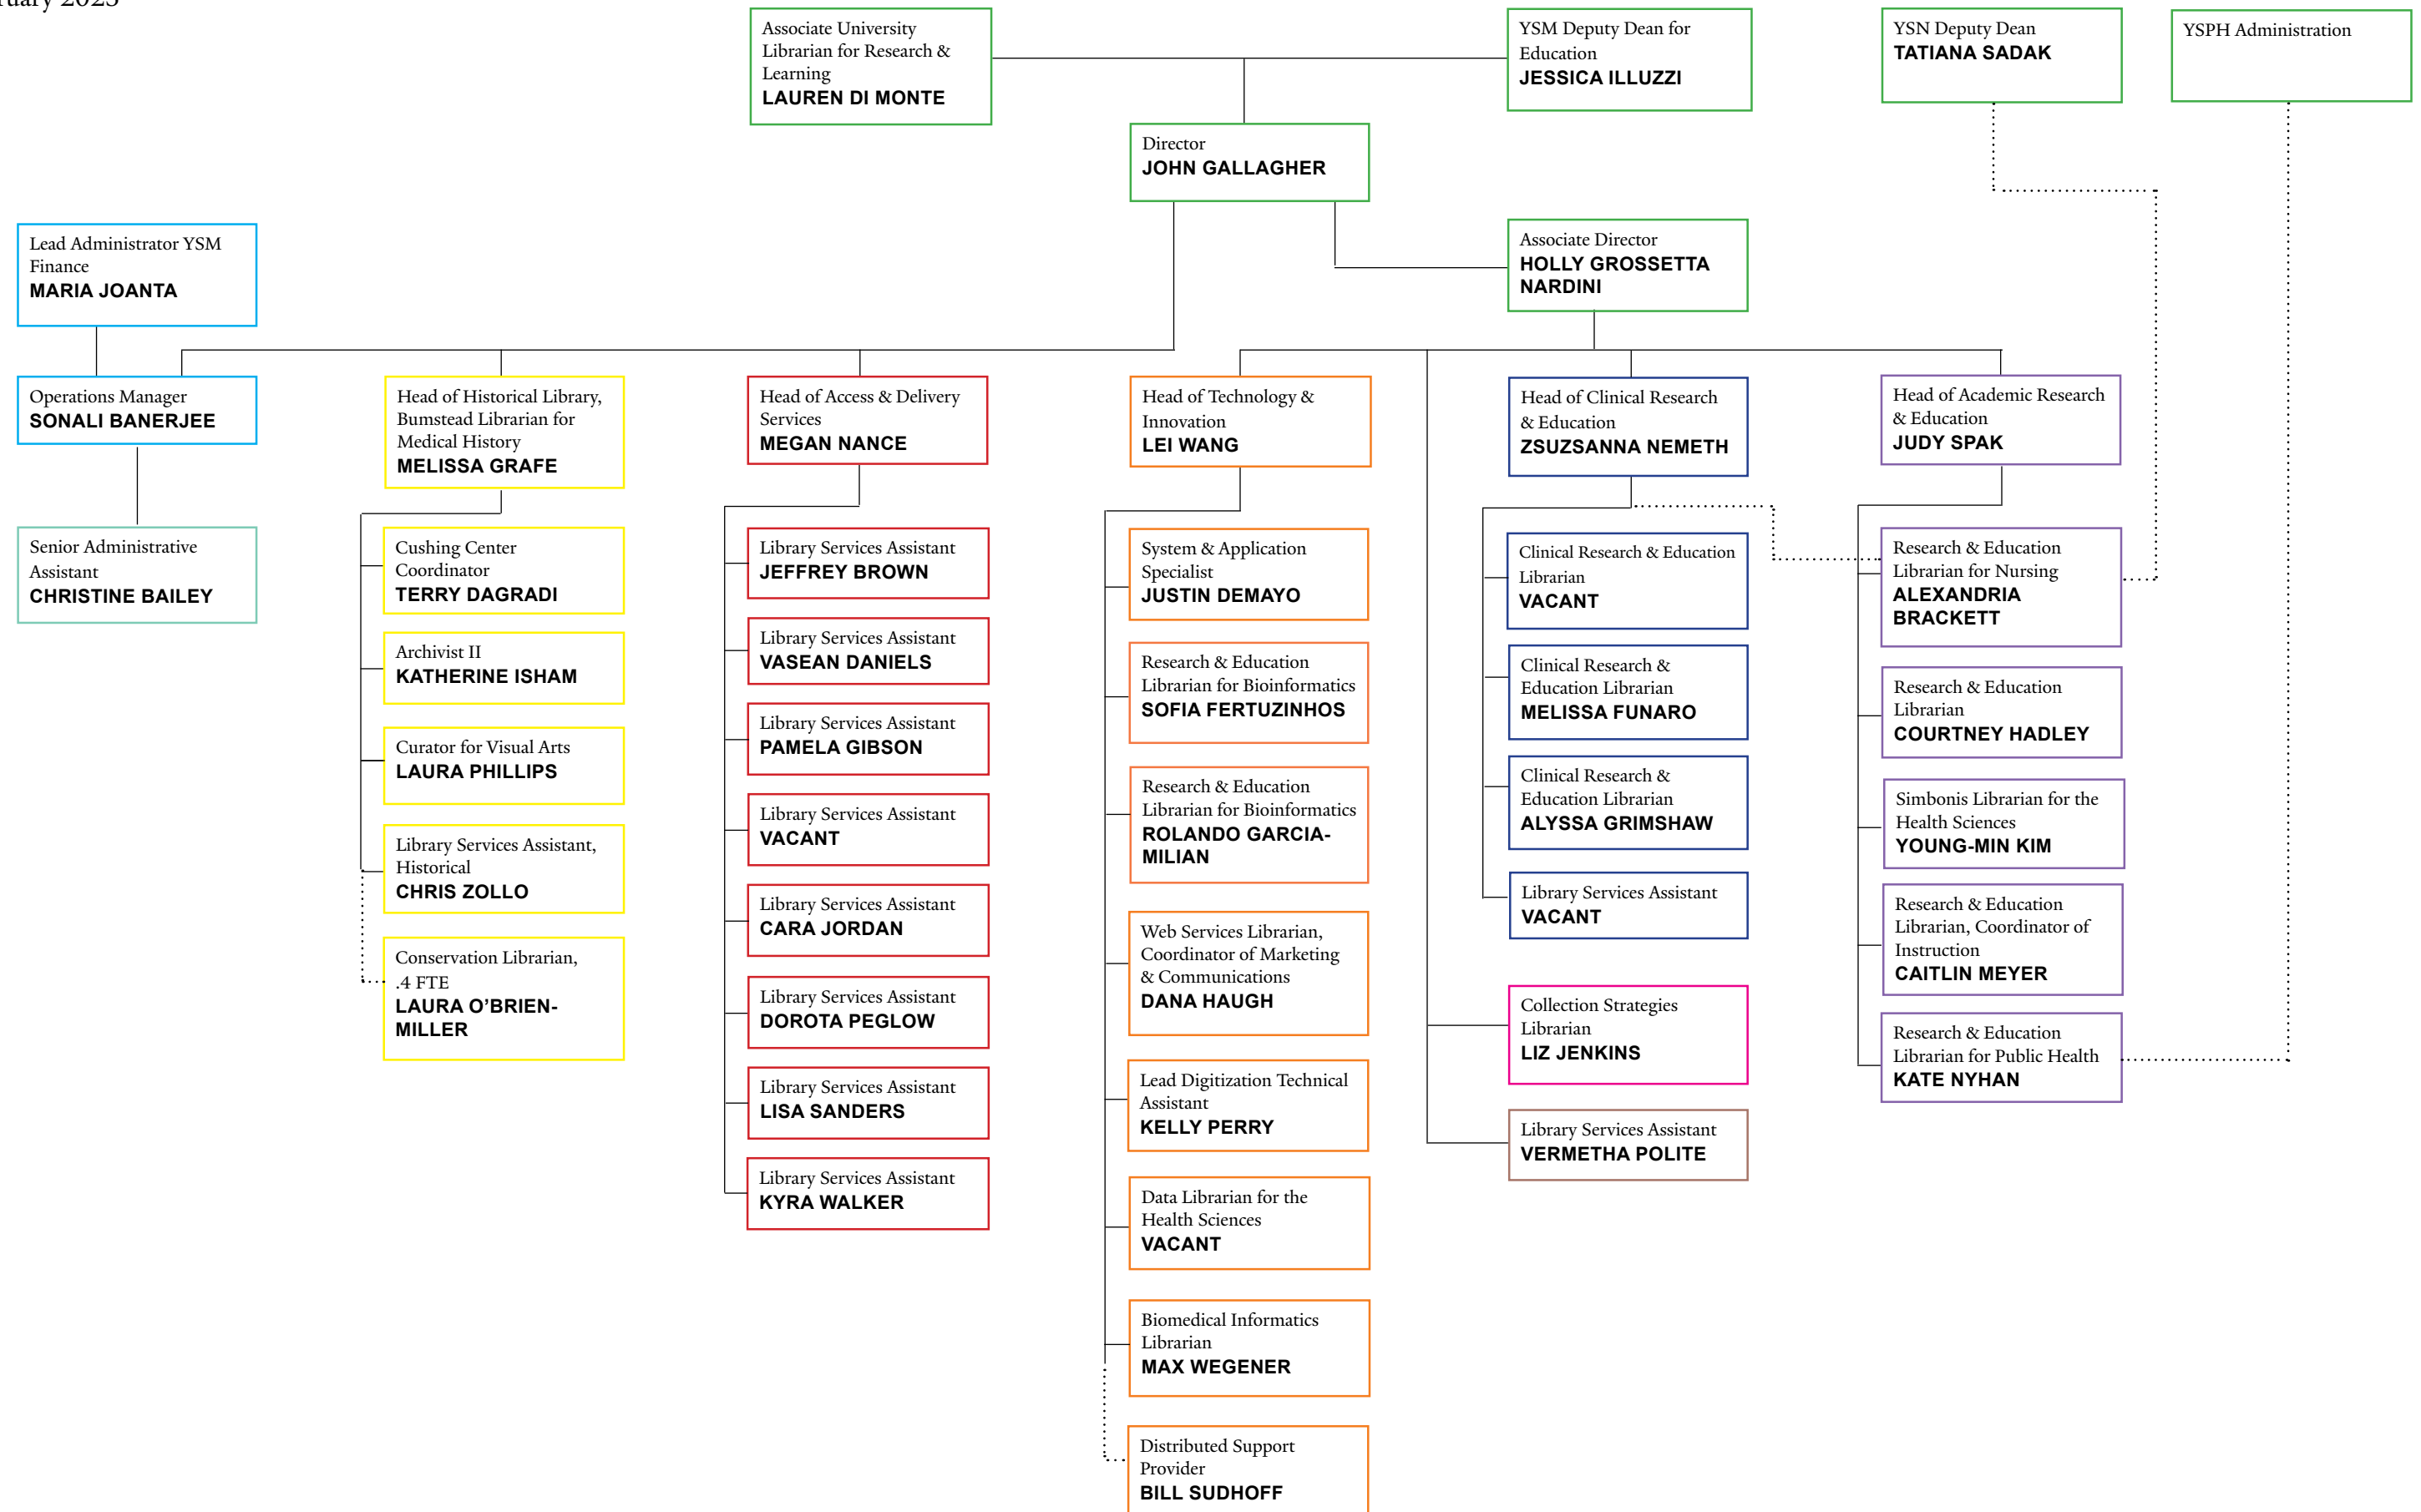 Associate University
Librarian for Research &
Learning
LAUREN DI MONTE
YSM Deputy Dean for
Education
JESSICA ILLUZZI
YSN Deputy Dean
TATIANA SADAK
YSPH Administration
Director
JOHN GALLAGHER
Lead Administrator YSM
Finance
MARIA JOANTA
Associate Director
HOLLY GROSSETTA
NARDINI
Operations Manager
SONALI BANERJEE
Head of Historical Library,
Bumstead Librarian for
Medical History
MELISSA GRAFE
Head of Access & Delivery
Services
MEGAN NANCE
Head of Technology &
Innovation
LEI WANG
Head of Clinical Research
& Education
ZSUZSANNA NEMETH
Head of Academic Research
& Education
JUDY SPAK
Senior Administrative
Assistant
CHRISTINE BAILEY
Cushing Center
Coordinator
TERRY DAGRADI
Archivist II
KATHERINE ISHAM
Curator for Visual Arts
LAURA PHILLIPS
Library Services Assistant,
Historical
CHRIS ZOLLO
Conservation Librarian,
.4 FTE
LAURA O’BRIEN-
MILLER
Library Services Assistant
JEFFREY BROWN
Library Services Assistant
VASEAN DANIELS
Library Services Assistant
PAMELA GIBSON
Library Services Assistant
VACANT
Library Services Assistant
CARA JORDAN
Library Services Assistant
DOROTA PEGLOW
Library Services Assistant
LISA SANDERS
Library Services Assistant
KYRA WALKER
System & Application
Specialist
JUSTIN DEMAYO
Research & Education
Librarian for Bioinformatics
SOFIA FERTUZINHOS
Research & Education
Librarian for Bioinformatics
ROLANDO GARCIA-
MILIAN
Web Services Librarian,
Coordinator of Marketing
& Communications
DANA HAUGH
Lead Digitization Technical
Assistant
KELLY PERRY
Data Librarian for the
Health Sciences
VACANT
Biomedical Informatics
Librarian
MAX WEGENER
Distributed Support
Provider
BILL SUDHOFF
Clinical Research & Education
Librarian
VACANT
Clinical Research &
Education Librarian
MELISSA FUNARO
Clinical Research &
Education Librarian
ALYSSA GRIMSHAW
Library Services Assistant
VACANT
Collection Strategies
Librarian
LIZ JENKINS
Library Services Assistant
VERMETHA POLITE
Research & Education
Librarian for Nursing
ALEXANDRIA
BRACKETT
Research & Education
Librarian
COURTNEY HADLEY
Simbonis Librarian for the
Health Sciences
YOUNG-MIN KIM
Research & Education
Librarian, Coordinator of
Instruction
CAITLIN MEYER
Research & Education
Librarian for Public Health
KATE NYHAN